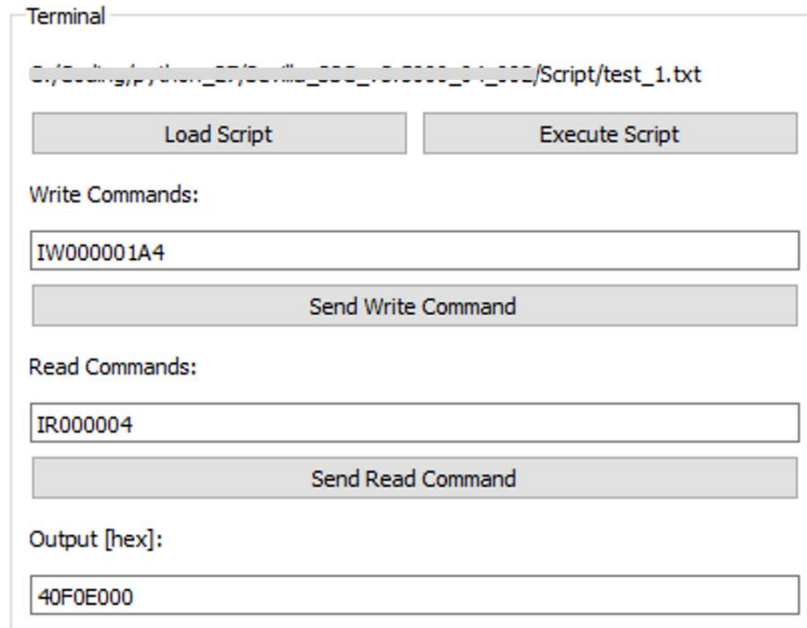 Terminal
/Script/test_1.txt
Load Script Execute Script
Write Commands:
IW000001A4
Send Write Command
Read Commands:
IR000004
Send Read Command
Output [hex]:
40F0E000